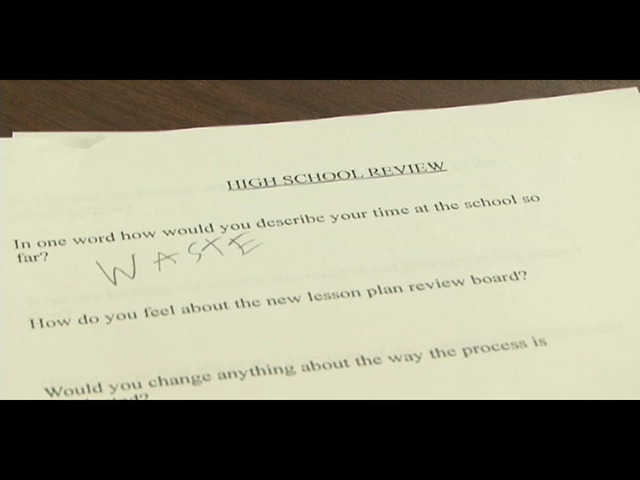 HIGH SCHOOL REVIEW
In one word how would you describe your time at the school so
far?
WASTE
How do you feel about the new lesson plan review board?
Would you change anything about the way the process is